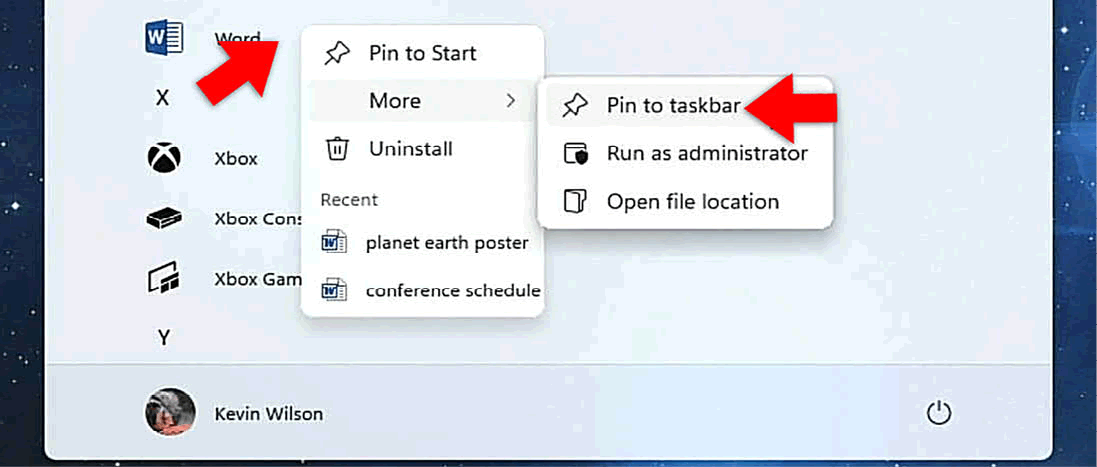 Word
X
Xbox
Xbox Cons
Xbox Gam
Y
Kevin Wilson
Pin to Start
More
Uninstall
Recent
planet earth poster
conference schedule
Pin to taskbar
Run as administrator
Open file location